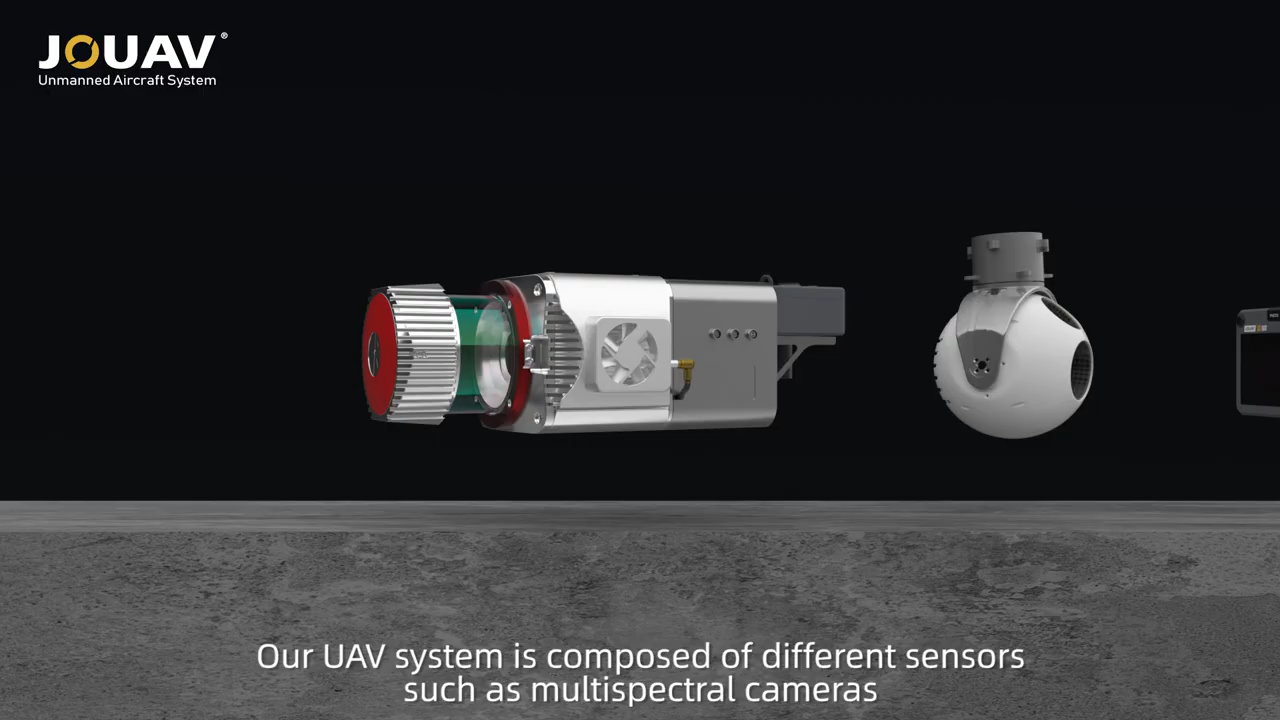 JOUAV®
Unmanned Aircraft System
Our UAV system is composed of different sensors
such as multispectral cameras